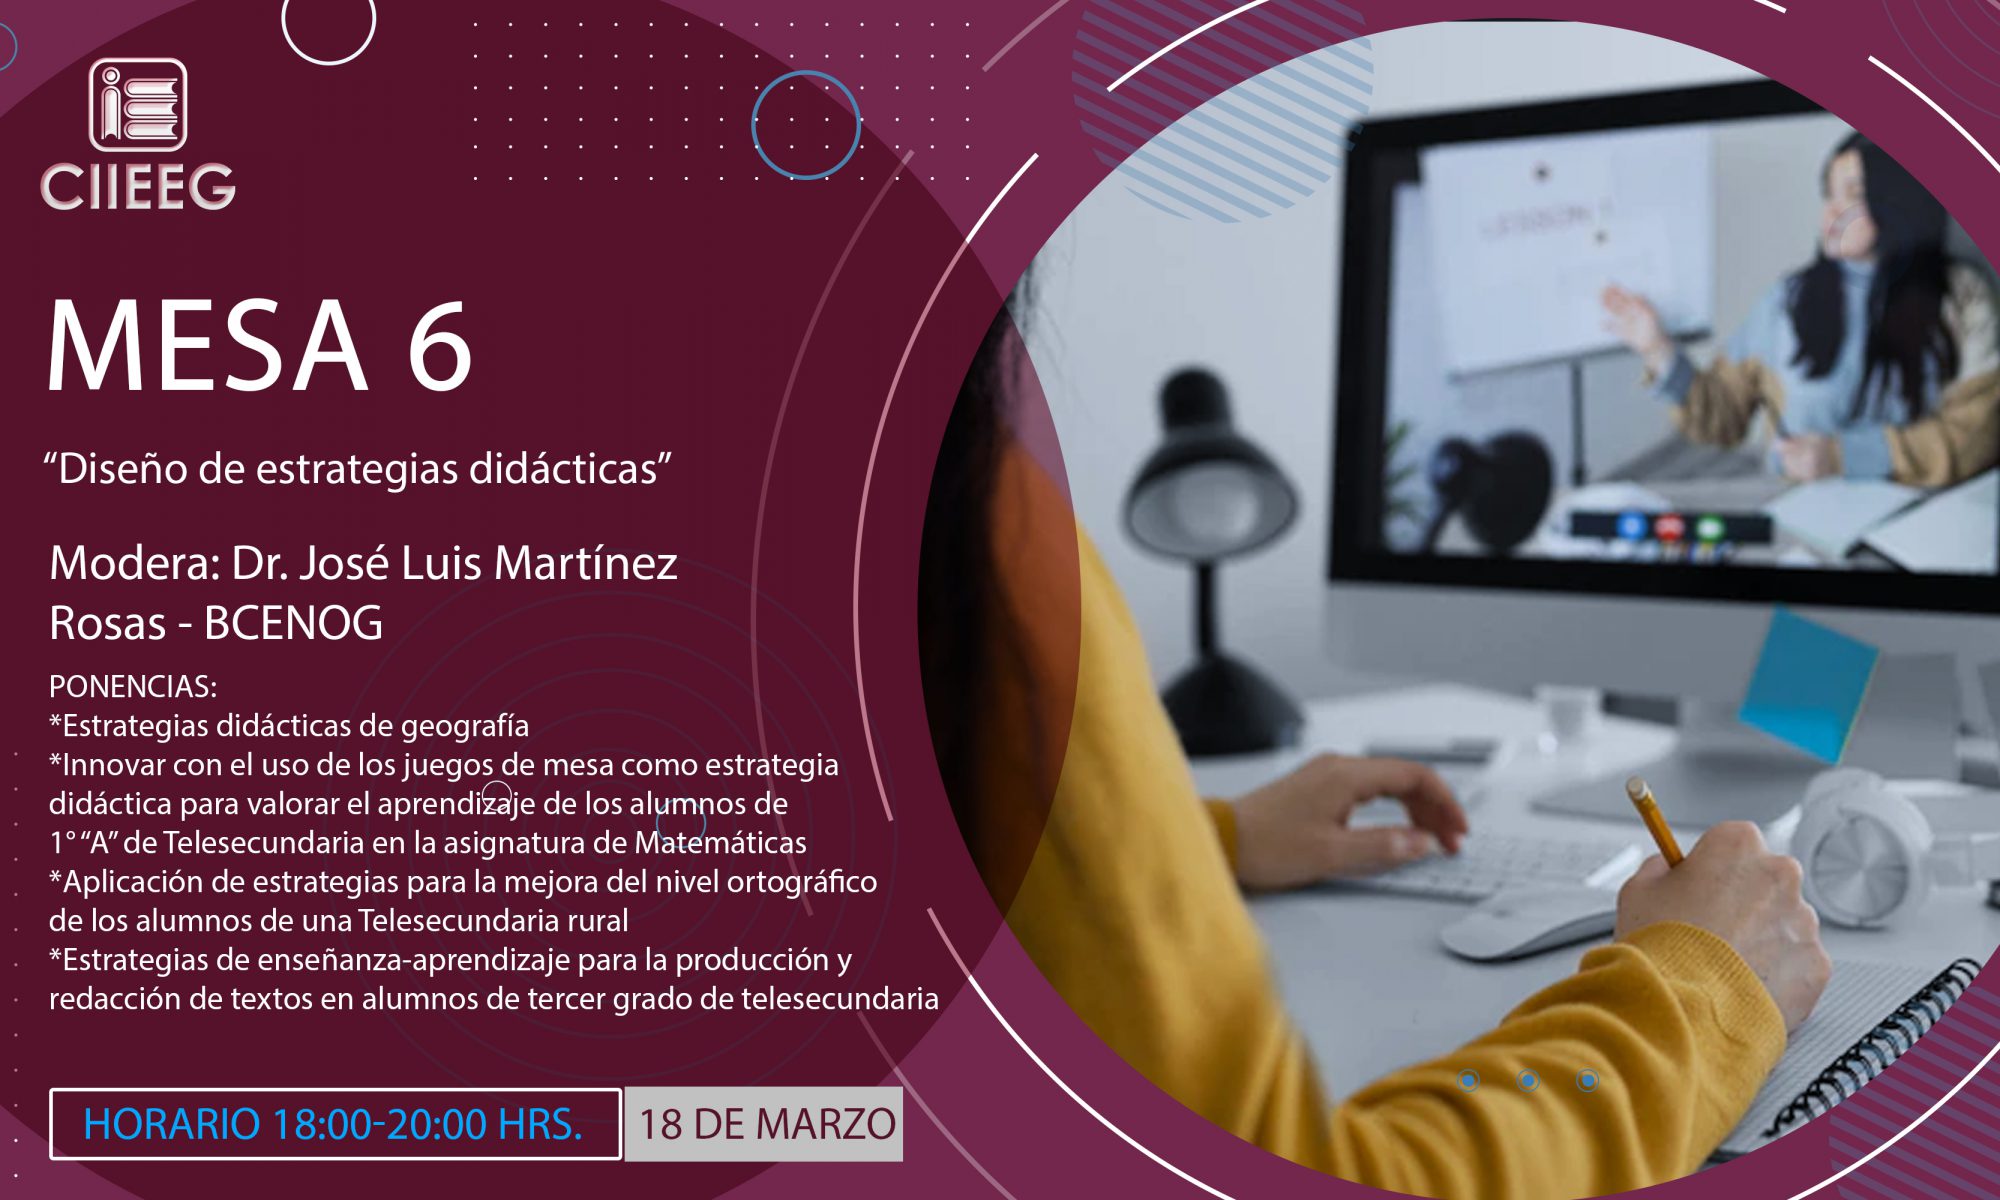 CIIEEG
MESA 6
“Diseño de estrategias didácticas”
Modera: Dr. José Luis Martínez
Rosas - BCENOG
PONENCIAS:
*Estrategias didácticas de geografía
*Innovar con el uso de los juegos de mesa como estrategia
didáctica para valorar el aprendizaje de los alumnos de
1° “A” de Telesecundaria en la asignatura de Matemáticas
*Aplicación de estrategias para la mejora del nivel ortográfico
de los alumnos de una Telesecundaria rural
*Estrategias de enseñanza-aprendizaje para la producción y
redacción de textos en alumnos de tercer grado de telesecundaria
HORARIO 18:00-20:00 HRS.
18 DE MARZO
LESSON 1